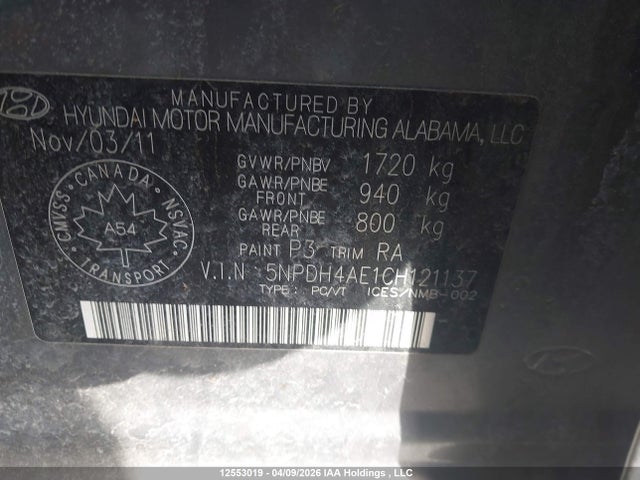 MANUFACTURED BY
HYUNDAI MOTOR MANUFACTURING ALABAMA, LLC
Nov/03/11
GVWR/PNBV 1720 kg
GAWR/PNBE FRONT 940 kg
GAWR/PNBE REAR 800 kg
CANADA
CMVSS
NSVAC
A54
TRANSPORT
PAINT P3 TRIM RA
V.I.N 5NPDH4AE1CH121137
TYPE: PC/VT ICES/NMB-002
12553019 - 04/09/2026 IAA Holdings , LLC